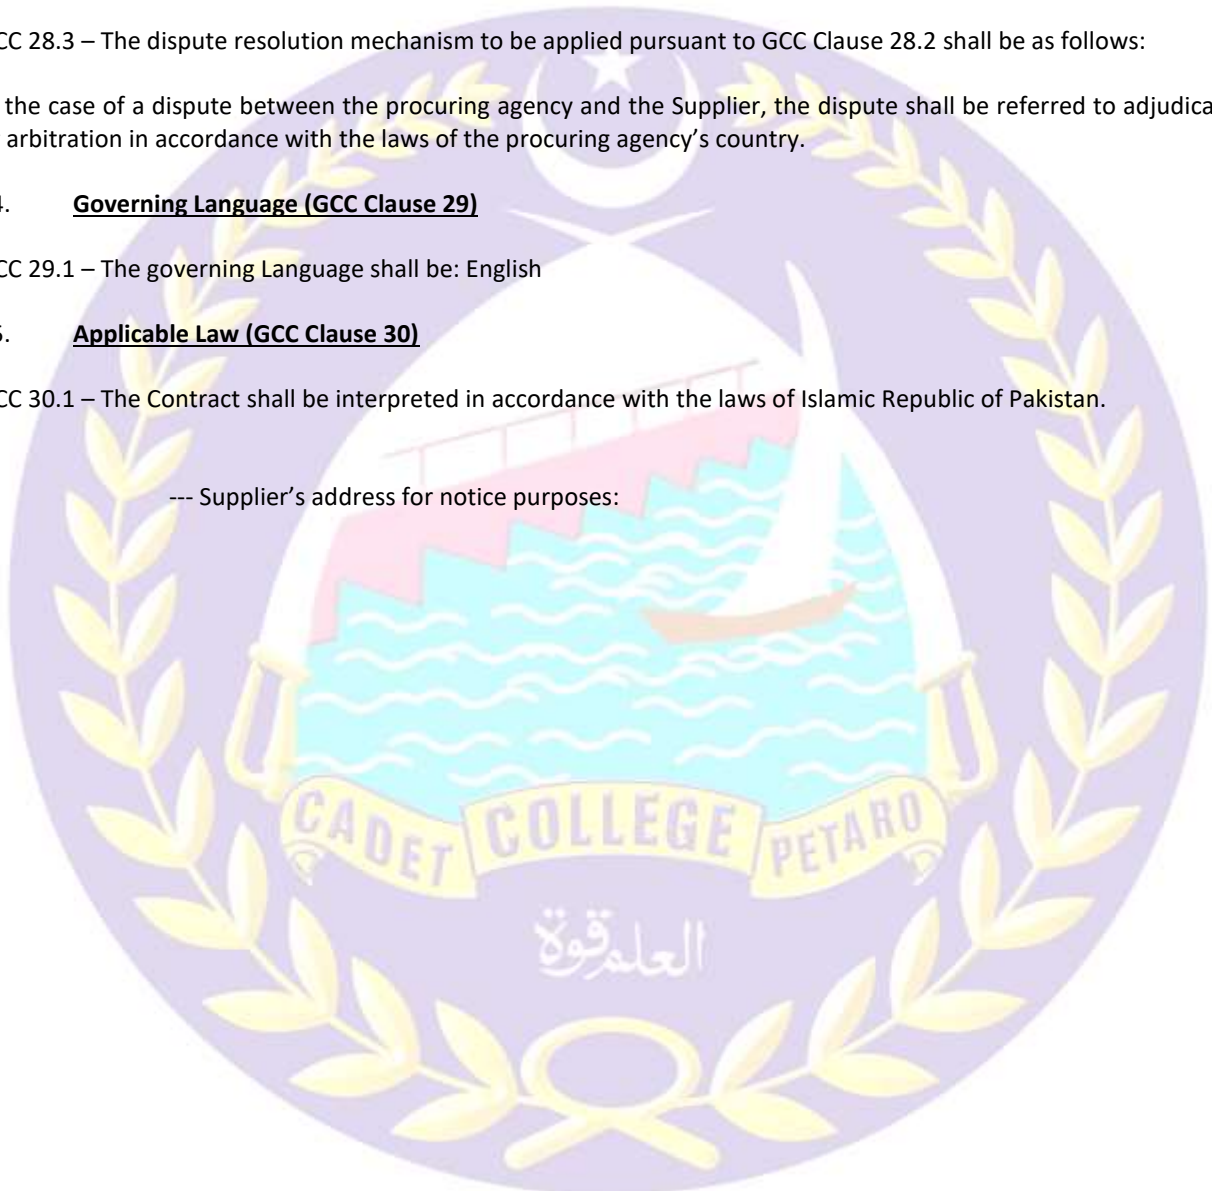 CC 28.3 – The dispute resolution mechanism to be applied pursuant to GCC Clause 28.2 shall be as follows:
the case of a dispute between the procuring agency and the Supplier, the dispute shall be referred to adjudica
arbitration in accordance with the laws of the procuring agency’s country.
. Governing Language (GCC Clause 29)
CC 29.1 – The governing Language shall be: English
. Applicable Law (GCC Clause 30)
CC 30.1 – The Contract shall be interpreted in accordance with the laws of Islamic Republic of Pakistan.
--- Supplier’s address for notice purposes:
CADET COLLEGE PETARO
العلم قوة